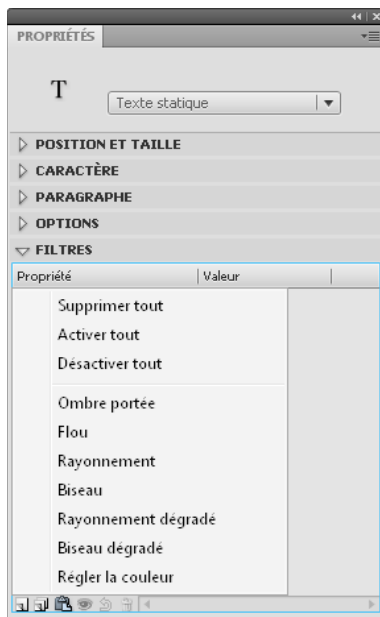 PROPRIÉTÉS
T
Texte statique
POSITION ET TAILLE
CARACTÈRE
PARAGRAPHE
OPTIONS
FILTRES
Propriété Valeur
Supprimer tout
Activer tout
Désactiver tout
Ombre portée
Flou
Rayonnement
Biseau
Rayonnement dégradé
Biseau dégradé
Régler la couleur